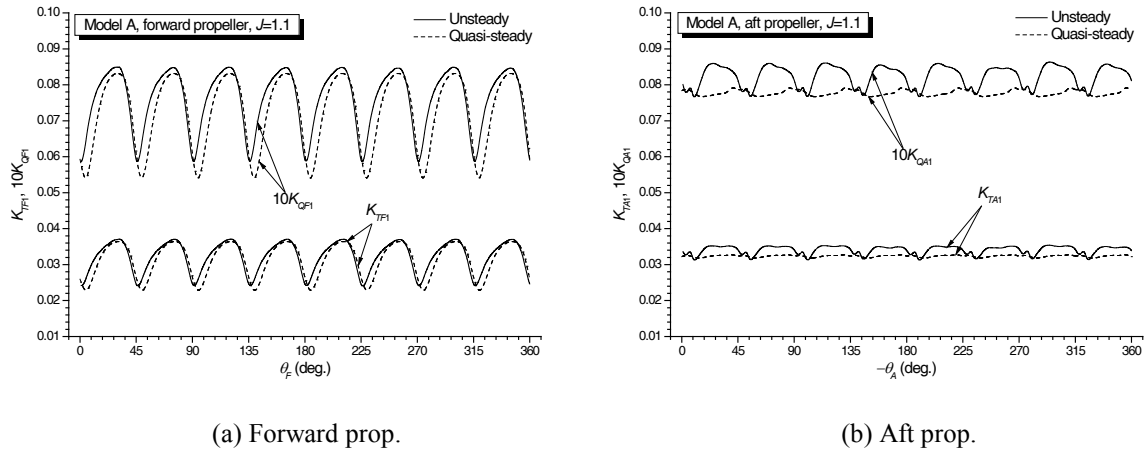 Model A, forward propeller, J=1.1
Unsteady
Quasi-steady
0.10
0.09
0.08
0.07
0.06
0.05
0.04
0.03
0.02
0.01
K_TF1, 10K_QF1
10K_QF1
K_TF1
0 45 90 135 180 225 270 315 360
θ_F (deg.)
(a) Forward prop.
Model A, aft propeller, J=1.1
Unsteady
Quasi-steady
0.10
0.09
0.08
0.07
0.06
0.05
0.04
0.03
0.02
0.01
K_TA1, 10K_QA1
10K_QA1
K_TA1
0 45 90 135 180 225 270 315 360
−θ_A (deg.)
(b) Aft prop.